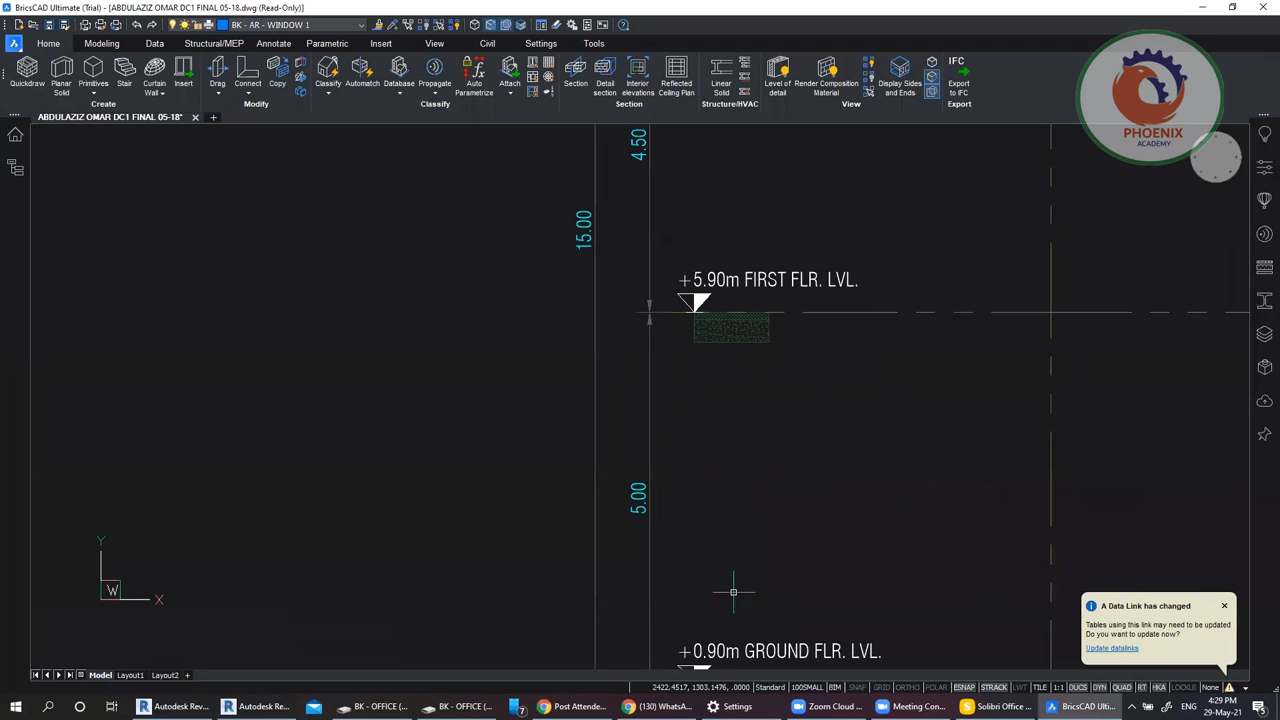 BricsCAD Ultimate (Trial) - [ABDULAZIZ OMAR DC1 FINAL 05-18.dwg (Read-Only)]
BK - AR - WINDOW 1
Home Modeling Data Structural/MEP Annotate Parametric Insert View Civil Settings Tools
Quickdraw Planar Solid Primitives Stair Curtain Wall Insert Drag Connect Copy Classify Automatch Database Propagate Auto Parametrize Attach Section Detail section Interior elevations Reflected Ceiling Plan Linear Solid Level of detail Render Composition Material Display Sides and Ends IFC Export to IFC
Create Modify Classify Section Structure/HVAC View Export
PHOENIX
ACADEMY
ABDULAZIZ OMAR DC1 FINAL 05-18*
4.50
15.00
+5.90m FIRST FLR. LVL.
5.00
Y
W
X
+0.90m GROUND FLR. LVL.
A Data Link has changed
Tables using this link may need to be updated
Do you want to update now?
Update datalinks
Model Layout1 Layout2 +
2422.4517, 1303.1476, .0000 Standard 100SMALL BIM SNAP GRID ORTHO POLAR ESNAP STRACK LWT TILE 1:1 DUCS DYN QUAD RT HKA LOCKUI None
Autodesk Rev... Autodesk Rev... BK - OFFICE (... BK - OFFICE (... 7 Post Attende... (130) WhatsA... Settings Zoom Cloud ... Meeting Con... Solibri Office ... BricsCAD Ulti... ENG 4:29 PM
29-May-21
5